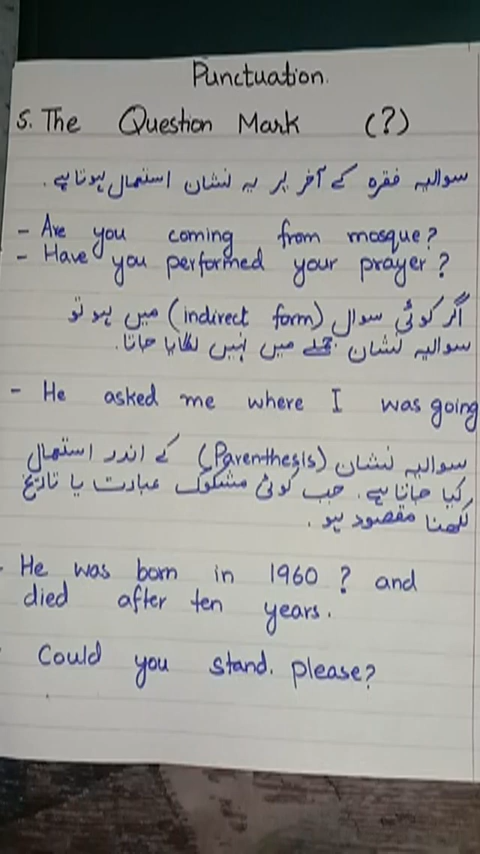 Punctuation.
5. The Question Mark (?)
سوالیہ فقرہ کے آخر پر یہ نشان استعمال ہوتا ہے۔
- Are you coming from mosque?
- Have you performed your prayer?
اگر کوئی سوال (indirect form) میں ہو تو
سوالیہ نشان جملے میں نہیں لگایا جاتا۔
- He asked me where I was going
سوالیہ نشان (Parenthesis) کے اندر استعمال
کیا جاتا ہے۔ جب کوئی مشکوک عبادت یا تاریخ
لکھنا مقصود ہو۔
- He was born in 1960 ? and
died after ten years.
- Could you stand. please?